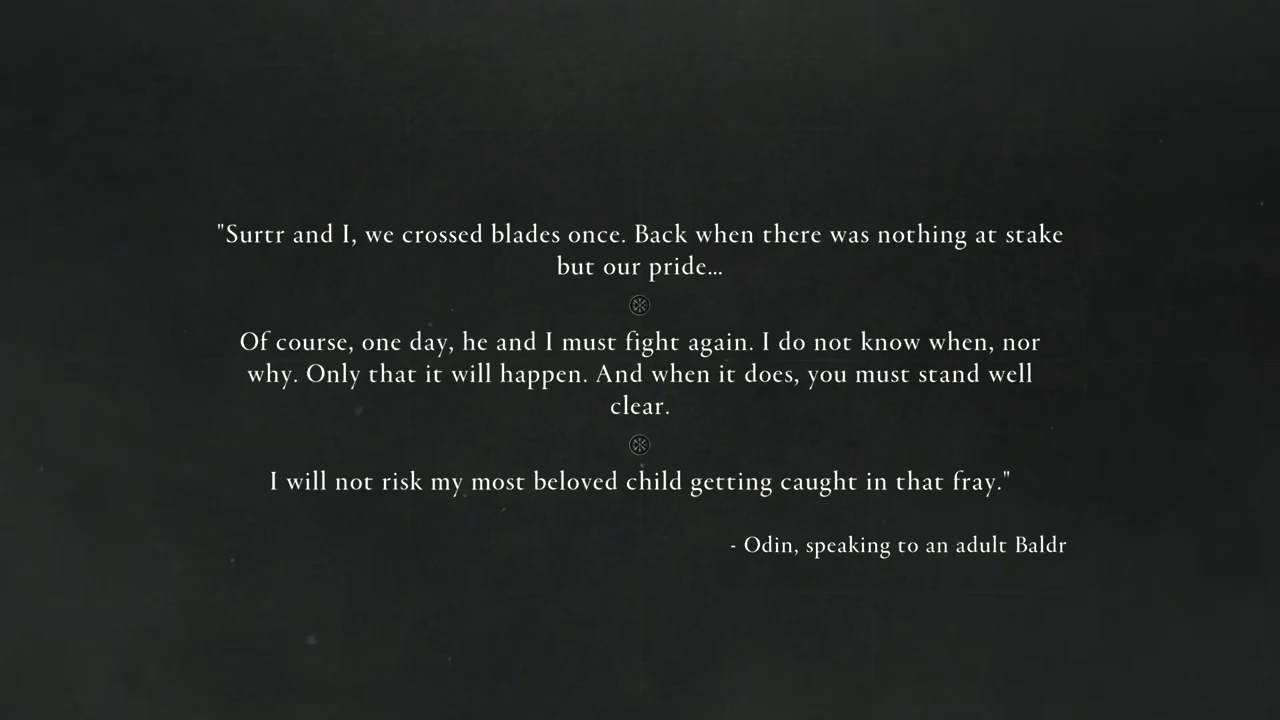 "Surtr and I, we crossed blades once. Back when there was nothing at stake
but our pride...
Of course, one day, he and I must fight again. I do not know when, nor
why. Only that it will happen. And when it does, you must stand well
clear.
I will not risk my most beloved child getting caught in that fray."
- Odin, speaking to an adult Baldr